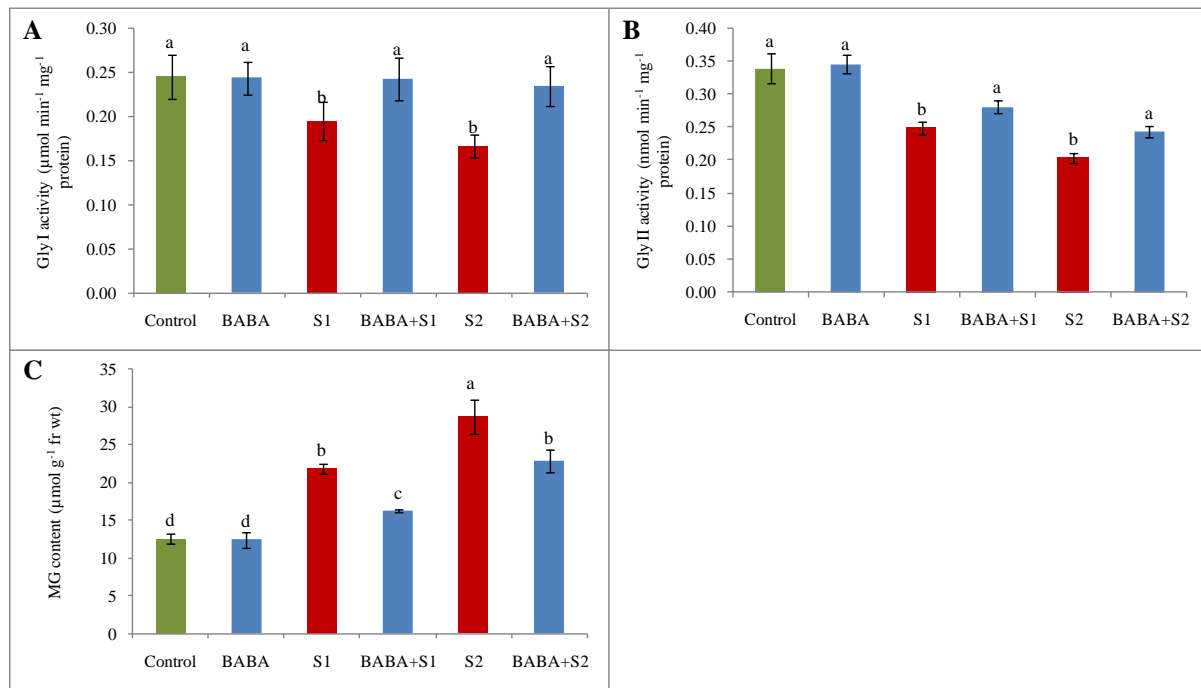 A
Gly I activity (µmol min⁻¹ mg⁻¹
protein)
0.30
0.25
0.20
0.15
0.10
0.05
0.00
a
a
b
a
b
a
Control BABA S1 BABA+S1 S2 BABA+S2
B
Gly II activity (nmol min⁻¹ mg⁻¹
protein)
0.40
0.35
0.30
0.25
0.20
0.15
0.10
0.05
0.00
a
a
b
a
b
a
Control BABA S1 BABA+S1 S2 BABA+S2
C
MG content (µmol g⁻¹ fr wt)
35
30
25
20
15
10
5
0
d
d
b
c
a
b
Control BABA S1 BABA+S1 S2 BABA+S2